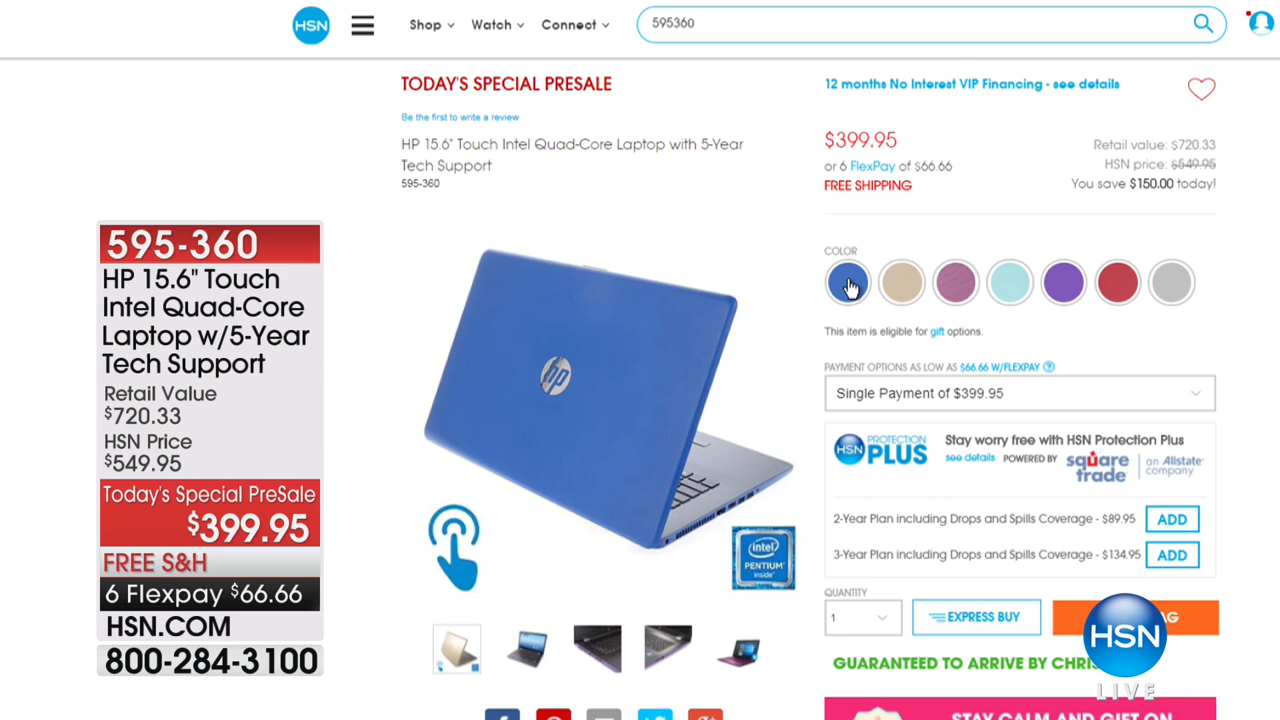 HSN
Shop
Watch
Connect
595360
TODAY'S SPECIAL PRESALE
Be the first to write a review
HP 15.6" Touch Intel Quad-Core Laptop with 5-Year
Tech Support
595-360
12 months No Interest VIP Financing - see details
$399.95
or 6 FlexPay of $66.66
FREE SHIPPING
Retail value: $720.33
HSN price: $549.95
You save $150.00 today!
595-360
HP 15.6" Touch
Intel Quad-Core
Laptop w/5-Year
Tech Support
Retail Value
$720.33
HSN Price
$549.95
Today's Special PreSale
$399.95
FREE S&H
6 Flexpay $66.66
HSN.COM
800-284-3100
hp
intel
PENTIUM
inside
COLOR
This item is eligible for gift options.
PAYMENT OPTIONS AS LOW AS $66.66 W/FLEXPAY ?
Single Payment of $399.95
HSN PROTECTION
PLUS
Stay worry free with HSN Protection Plus
see details POWERED BY
square
trade
an Allstate
company
2-Year Plan including Drops and Spills Coverage - $89.95 ADD
3-Year Plan including Drops and Spills Coverage - $134.95 ADD
QUANTITY
1
EXPRESS BUY
AG
GUARANTEED TO ARRIVE BY CHRIS
HSN
LIVE
STAY CALM AND GIFT ON